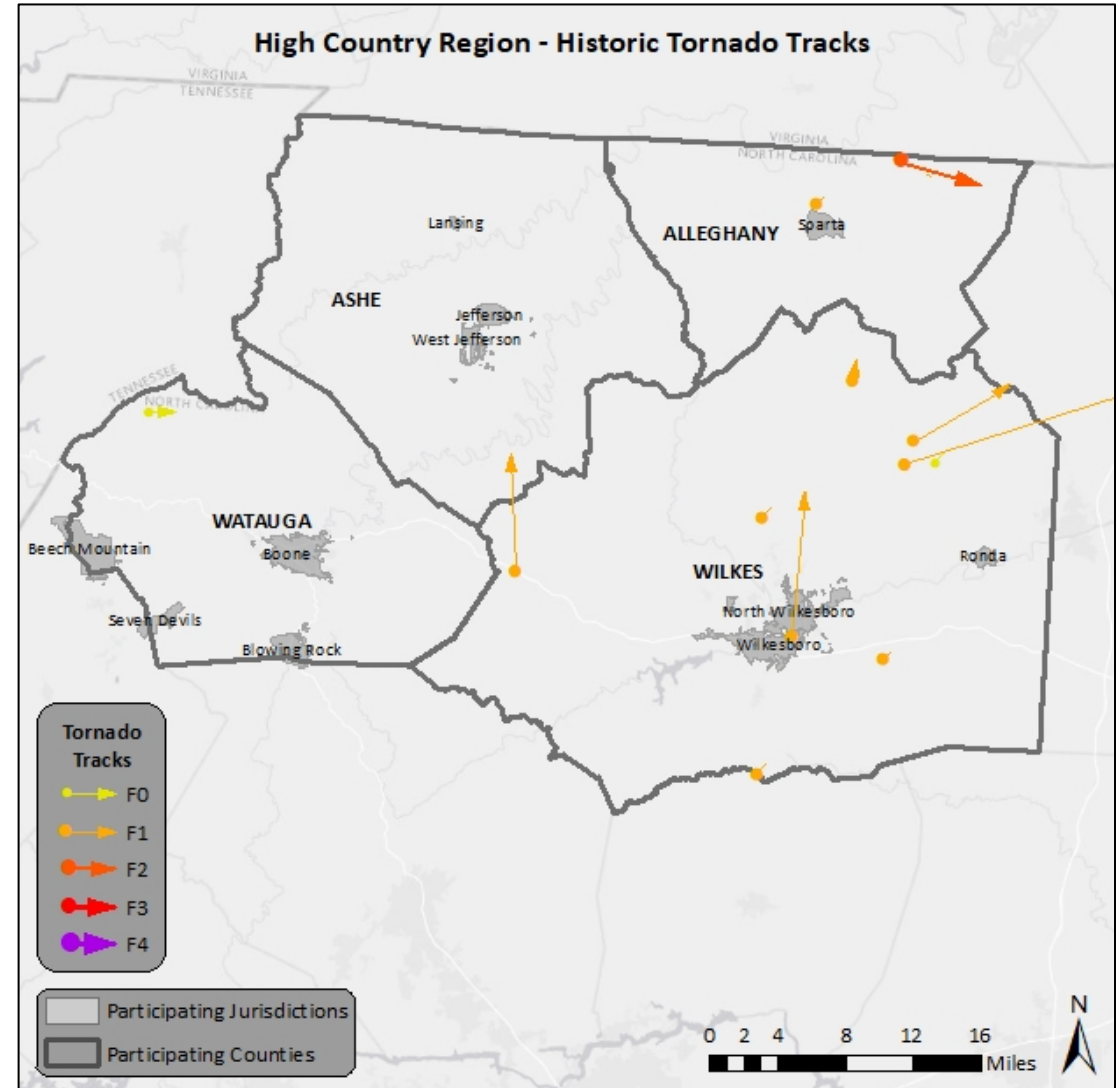 High Country Region - Historic Tornado Tracks
VIRGINIA
TENNESSEE
VIRGINIA
NORTH CAROLINA
Lansing
ALLEGHANY
Sparta
ASHE
Jefferson
West Jefferson
TENNESSEE
NORTH CAROLINA
WATAUGA
Beech Mountain
Boone
WILKES
Ronda
North Wilkesboro
Seven Devils
Wilkesboro
Blowing Rock
Tornado
Tracks
F0
F1
F2
F3
F4
Participating Jurisdictions
Participating Counties
N
0 2 4 8 12 16
Miles